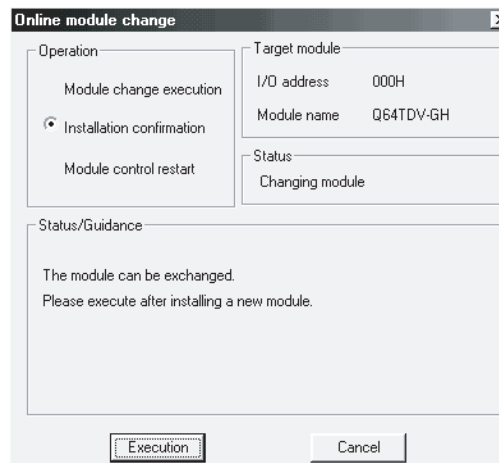 Online module change
Operation
Module change execution
Installation confirmation
Module control restart
Target module
I/O address 000H
Module name Q64TDV-GH
Status
Changing module
Status/Guidance
The module can be exchanged.
Please execute after installing a new module.
Execution Cancel